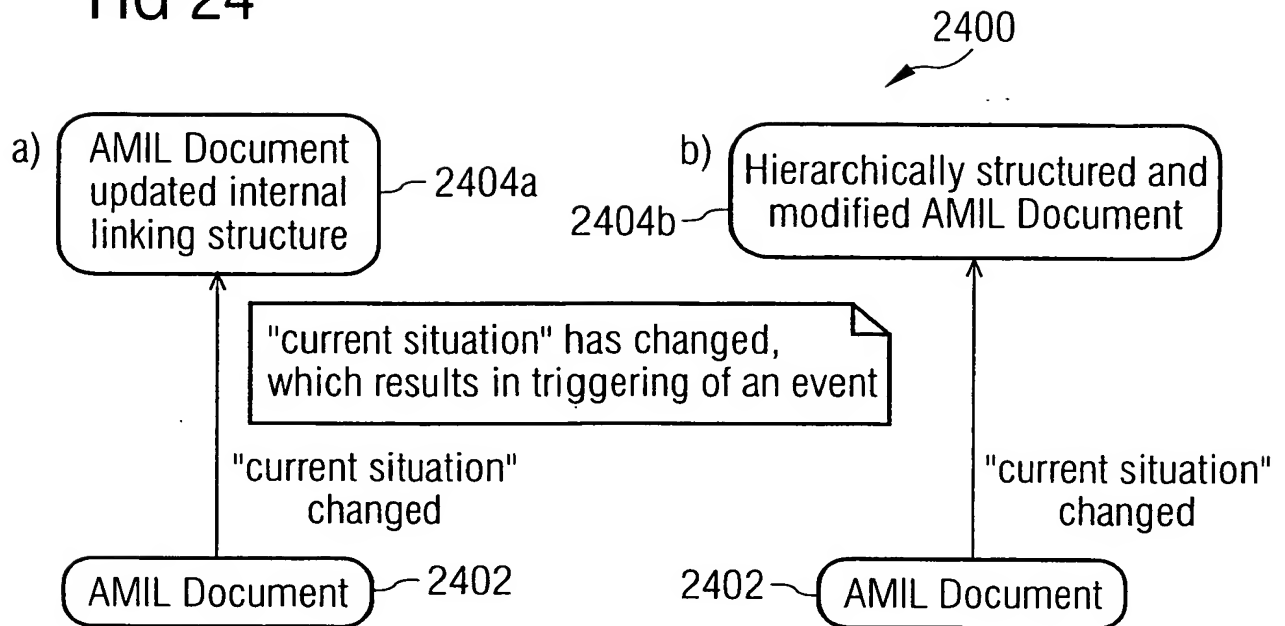 FIG 24
2400
a)
AMIL Document
updated internal
linking structure
2404a
b)
Hierarchically structured and
modified AMIL Document
2404b
"current situation" has changed,
which results in triggering of an event
"current situation"
changed
"current situation"
changed
AMIL Document
2402
2402
AMIL Document